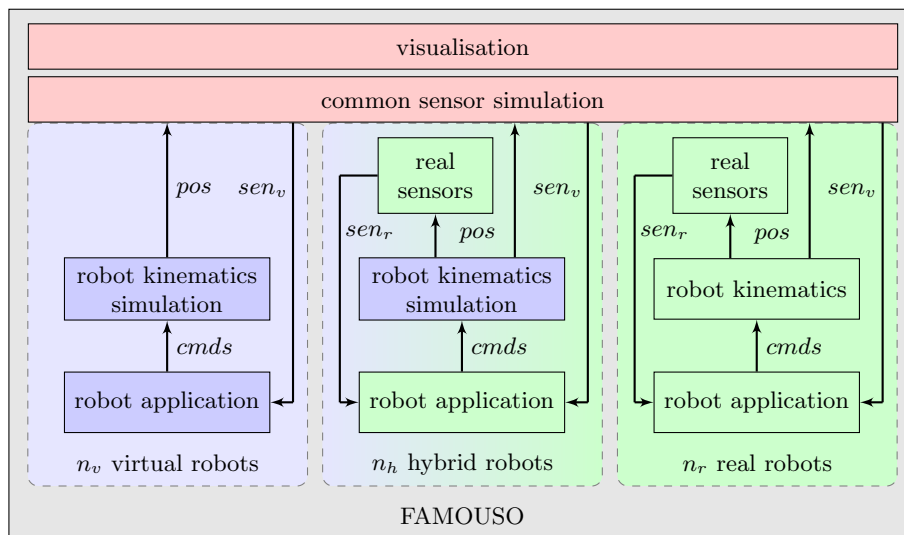 visualisation
common sensor simulation
pos
sen_v
robot kinematics
simulation
cmds
robot application
n_v virtual robots
real
sensors
sen_r
pos
sen_v
robot kinematics
simulation
cmds
robot application
n_h hybrid robots
real
sensors
sen_r
pos
sen_v
robot kinematics
cmds
robot application
n_r real robots
FAMOUSO